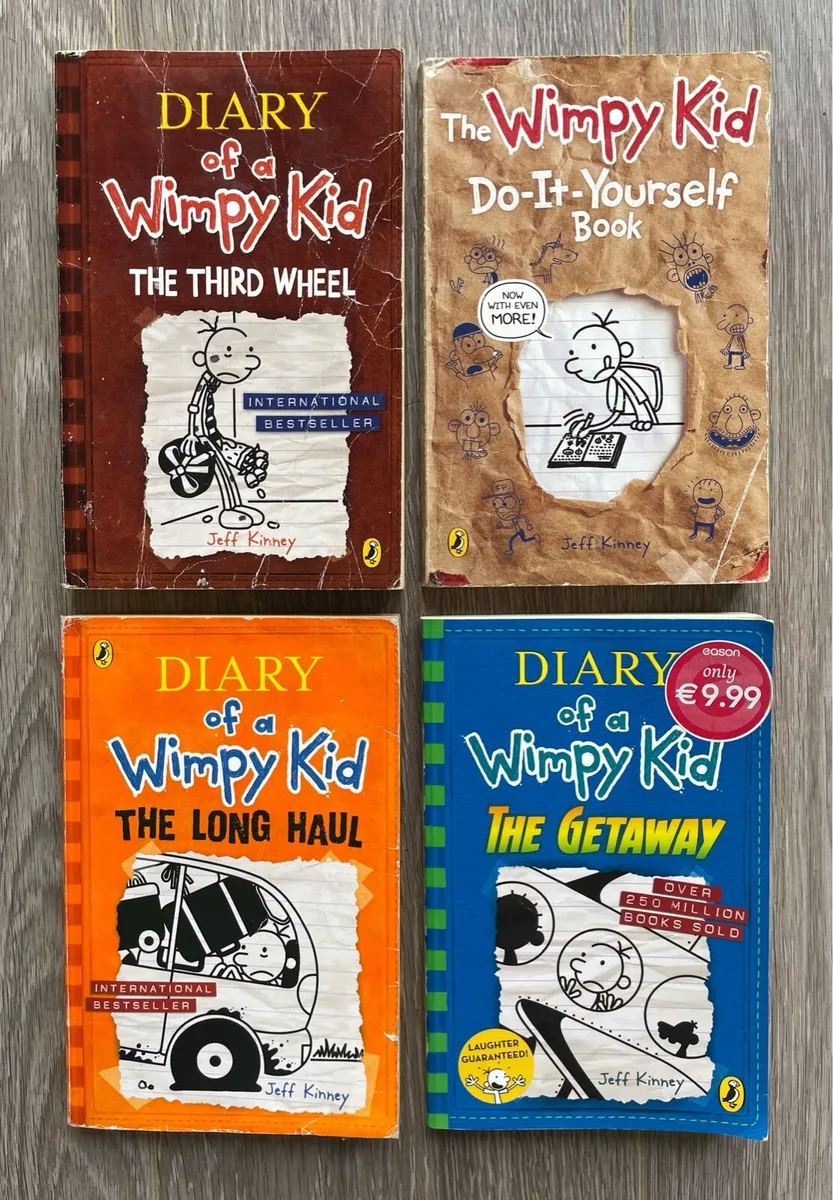 DIARY
of a
Wimpy Kid
THE THIRD WHEEL
INTERNATIONAL
BESTSELLER
Jeff Kinney
The Wimpy Kid
Do-It-Yourself
Book
NOW
WITH EVEN
MORE!
FP
Jeff Kinney
DIARY
of a
Wimpy Kid
THE LONG HAUL
INTERNATIONAL
BESTSELLER
Jeff Kinney
eason
only
€9.99
DIARY
of a
Wimpy Kid
THE GETAWAY
OVER
250 MILLION
BOOKS SOLD
LAUGHTER
GUARANTEED!
Jeff Kinney